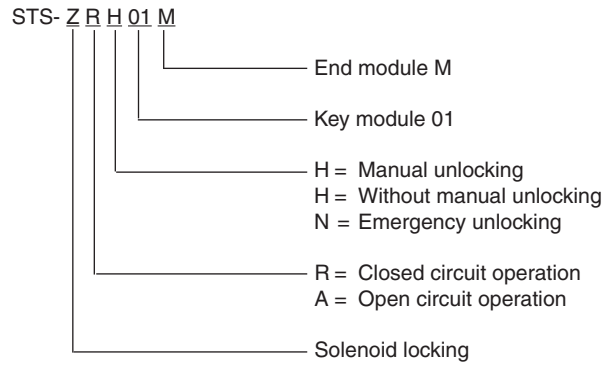 STS- Z R H 01 M
End module M
Key module 01
H = Manual unlocking
H = Without manual unlocking
N = Emergency unlocking
R = Closed circuit operation
A = Open circuit operation
Solenoid locking